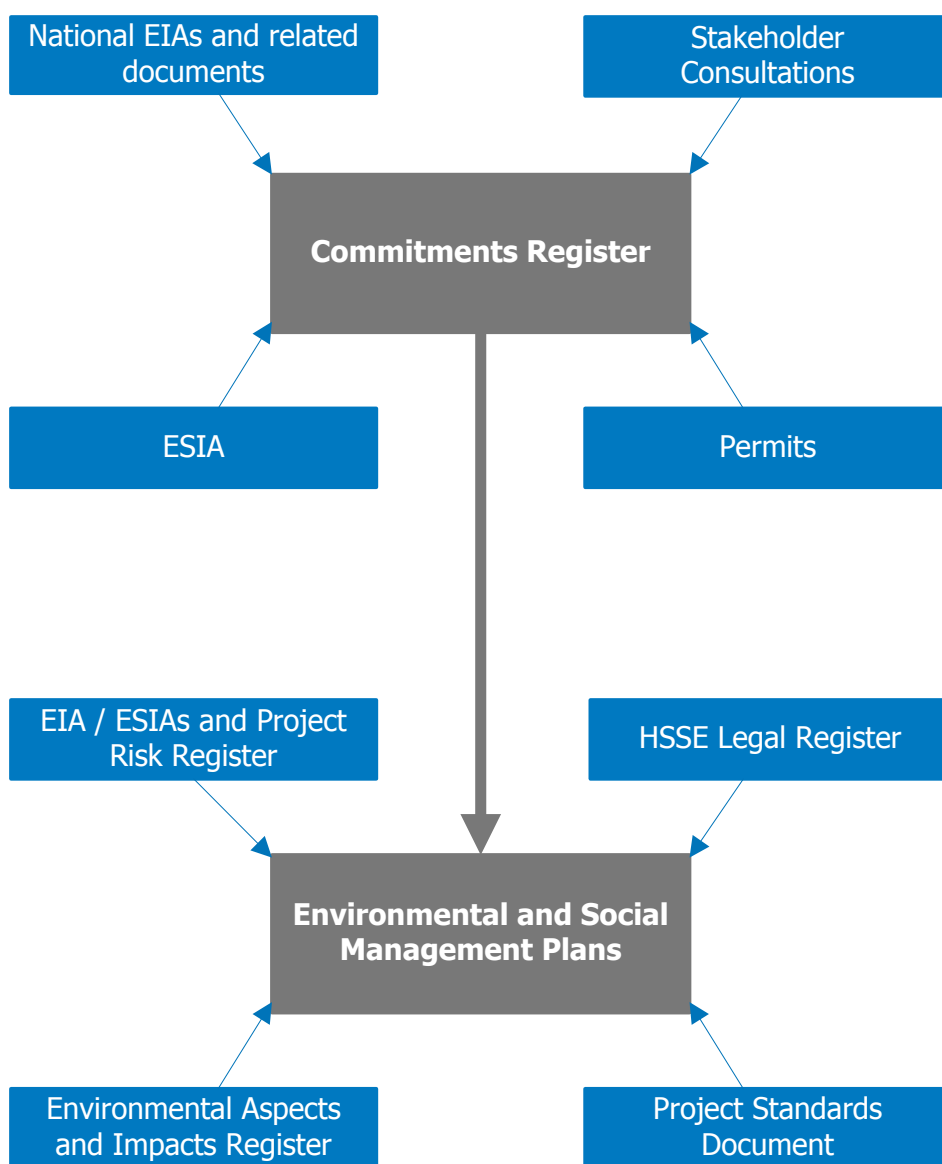 National EIAs and related
documents
Stakeholder
Consultations
Commitments Register
ESIA
Permits
EIA / ESIAs and Project
Risk Register
HSSE Legal Register
Environmental and Social
Management Plans
Environmental Aspects
and Impacts Register
Project Standards
Document